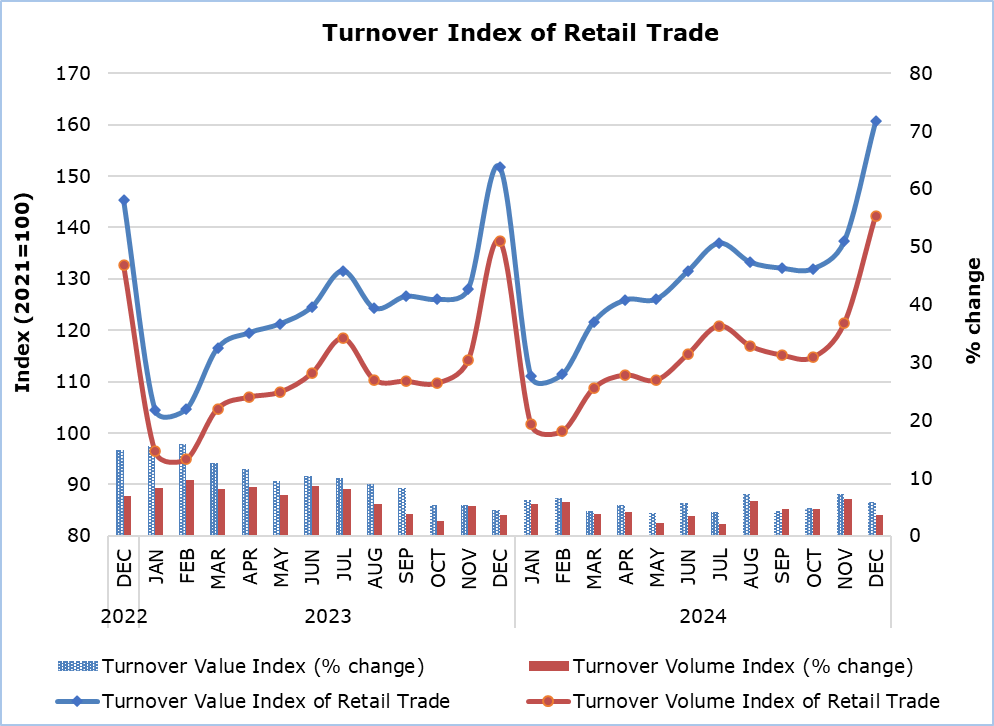 Turnover Index of Retail Trade
Index (2021=100)
170
160
150
140
130
120
110
100
90
80
% change
80
70
60
50
40
30
20
10
0
DEC JAN FEB MAR APR MAY JUN JUL AUG SEP OCT NOV DEC JAN FEB MAR APR MAY JUN JUL AUG SEP OCT NOV DEC
2022 2023 2024
Turnover Value Index (% change) Turnover Volume Index (% change)
Turnover Value Index of Retail Trade Turnover Volume Index of Retail Trade